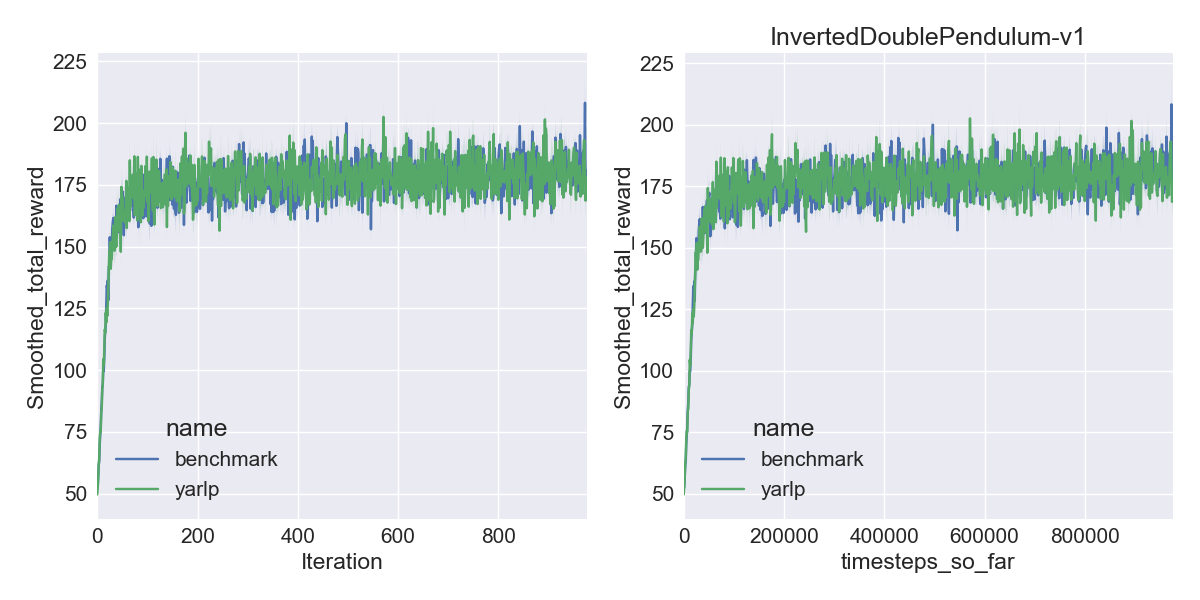 225
200
175
150
125
100
75
50
Smoothed_total_reward
name
benchmark
yarlp
0
200
400
600
800
Iteration
InvertedDoublePendulum-v1
225
200
175
150
125
100
75
50
Smoothed_total_reward
name
benchmark
yarlp
0
200000
400000
600000
800000
timesteps_so_far